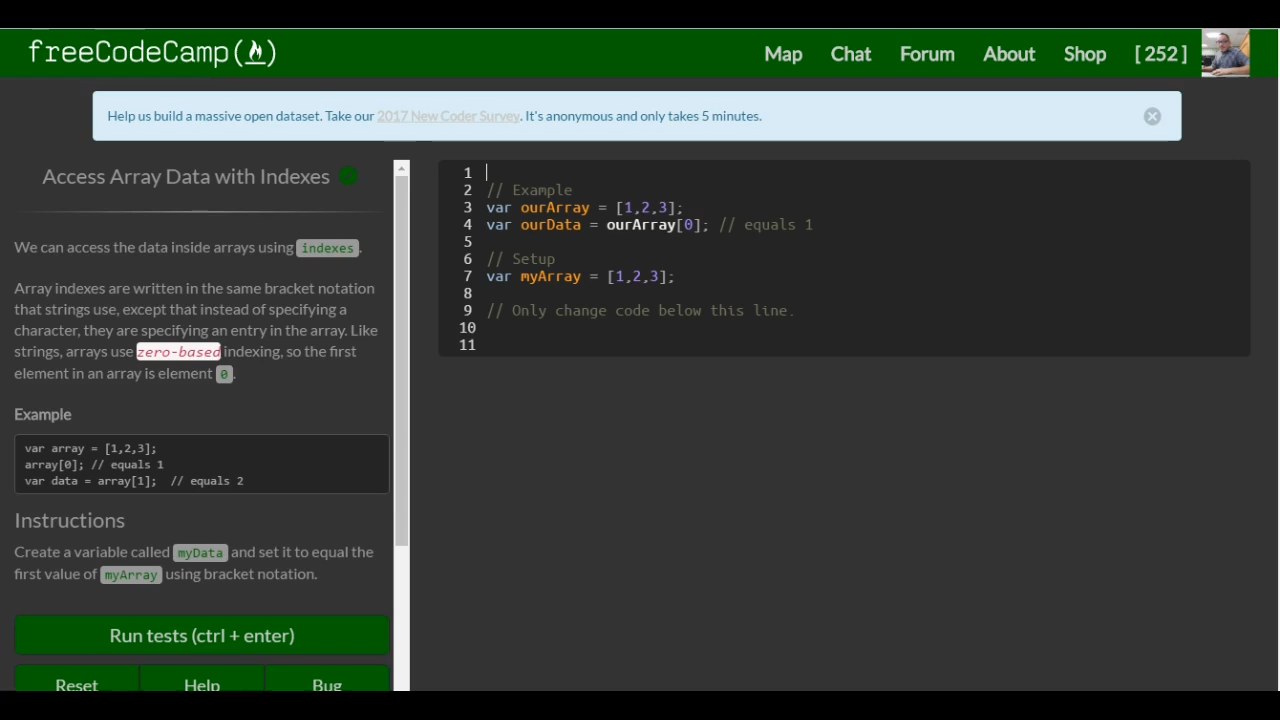 freeCodeCamp(🔥)
Map Chat Forum About Shop [ 252 ]
Help us build a massive open dataset. Take our 2017 New Coder Survey. It's anonymous and only takes 5 minutes.
Access Array Data with Indexes
We can access the data inside arrays using indexes.
Array indexes are written in the same bracket notation
that strings use, except that instead of specifying a
character, they are specifying an entry in the array. Like
strings, arrays use zero-based indexing, so the first
element in an array is element 0.
Example
var array = [1,2,3];
array[0]; // equals 1
var data = array[1];  // equals 2
Instructions
Create a variable called myData and set it to equal the
first value of myArray using bracket notation.
Run tests (ctrl + enter)
Reset Help Bug
1
2 // Example
3 var ourArray = [1,2,3];
4 var ourData = ourArray[0]; // equals 1
5
6 // Setup
7 var myArray = [1,2,3];
8
9 // Only change code below this line.
10
11